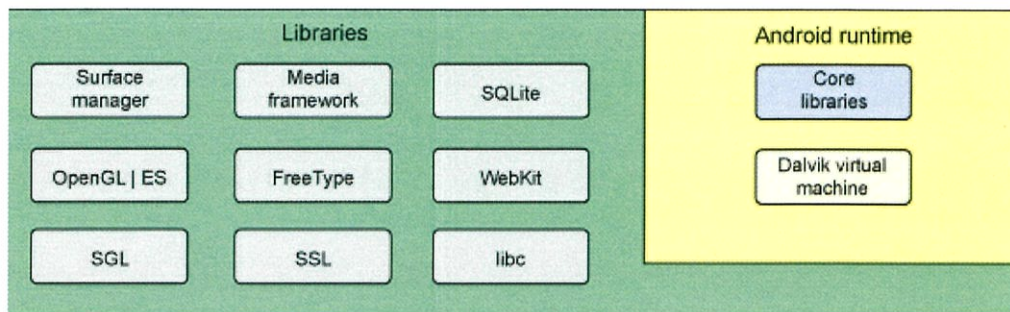 Libraries
Android runtime
Surface
manager
Media
framework
SQLite
Core
libraries
OpenGL | ES
FreeType
WebKit
Dalvik virtual
machine
SGL
SSL
libc